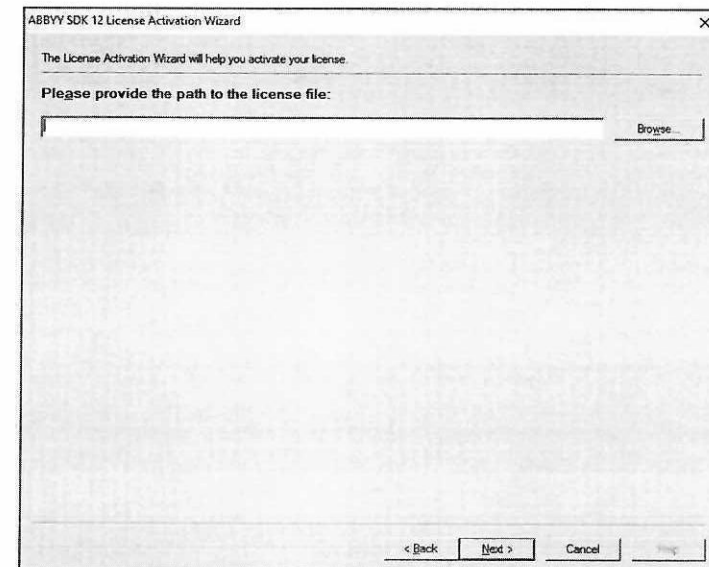 ABBYY SDK 12 License Activation Wizard
The License Activation Wizard will help you activate your license.
Please provide the path to the license file:
Browse...
< Back
Next >
Cancel
Help